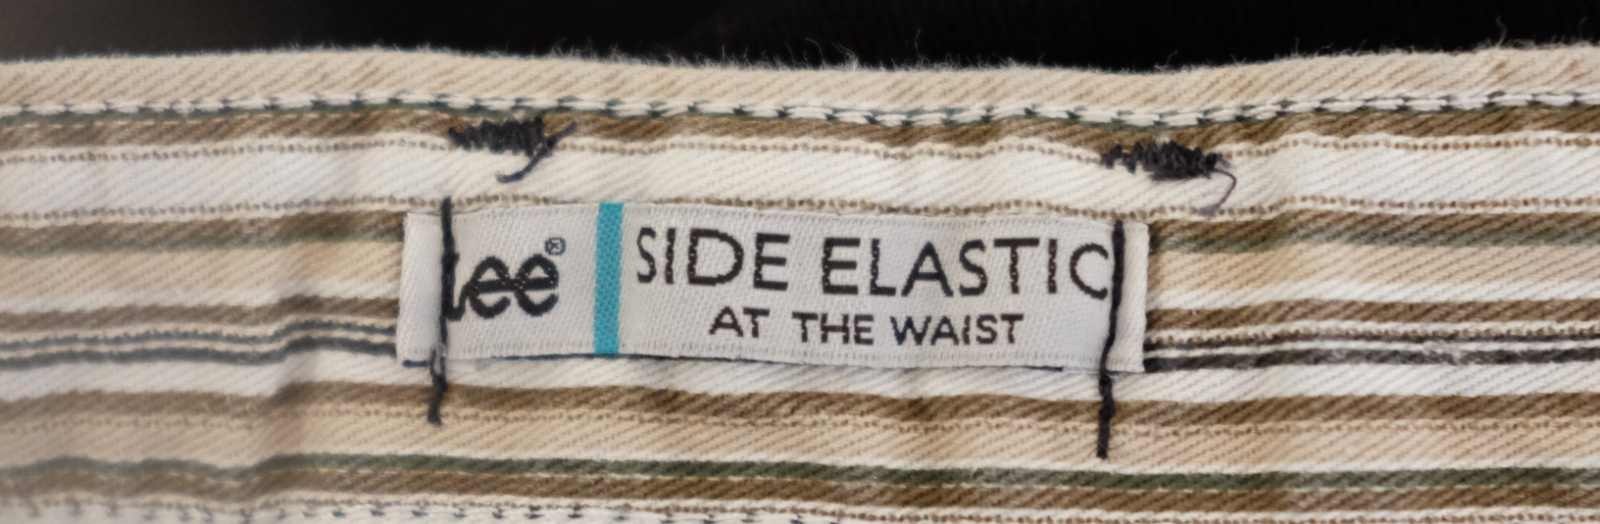 Lee®
SIDE ELASTIC
AT THE WAIST